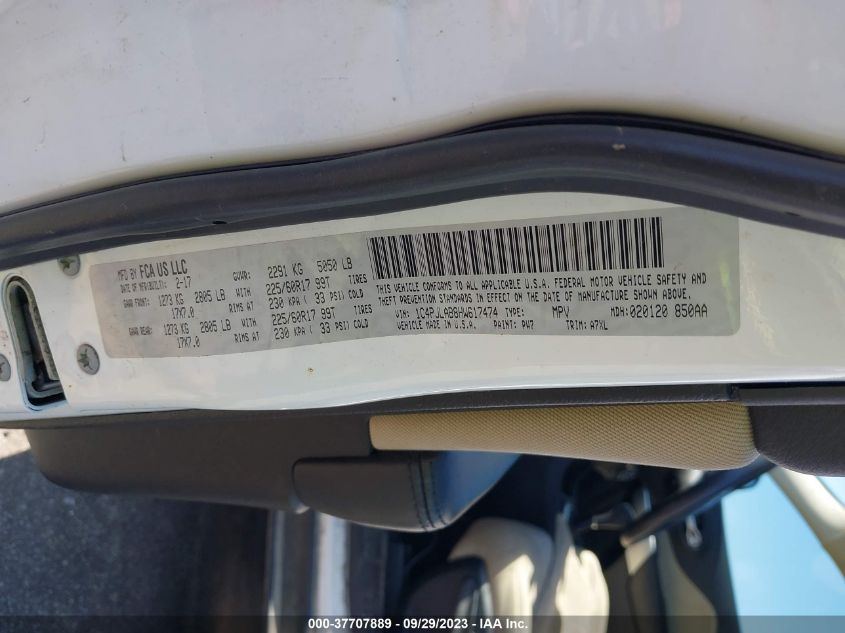 MFG BY FCA US LLC
DATE OF MFR(BUILT): 2-17 GVWR: 2291 KG 5050 LB
GAWR FRONT: 1273 KG 2805 LB WITH 225/60R17 99T TIRES
17X7.0 RIMS AT 230 KPA ( 33 PSI) COLD
GAWR REAR: 1273 KG 2805 LB WITH 225/60R17 99T TIRES
17X7.0 RIMS AT 230 KPA ( 33 PSI) COLD
THIS VEHICLE CONFORMS TO ALL APPLICABLE U.S.A. FEDERAL MOTOR VEHICLE SAFETY AND
THEFT PREVENTION STANDARDS IN EFFECT ON THE DATE OF MANUFACTURE SHOWN ABOVE.
VIN: TYPE: MPV MDH: 020120 850AA
VEHICLE MADE IN U.S.A. PAINT: PW7 TRIM: A7XL
000-37707889 - 09/29/2023 - IAA Inc.